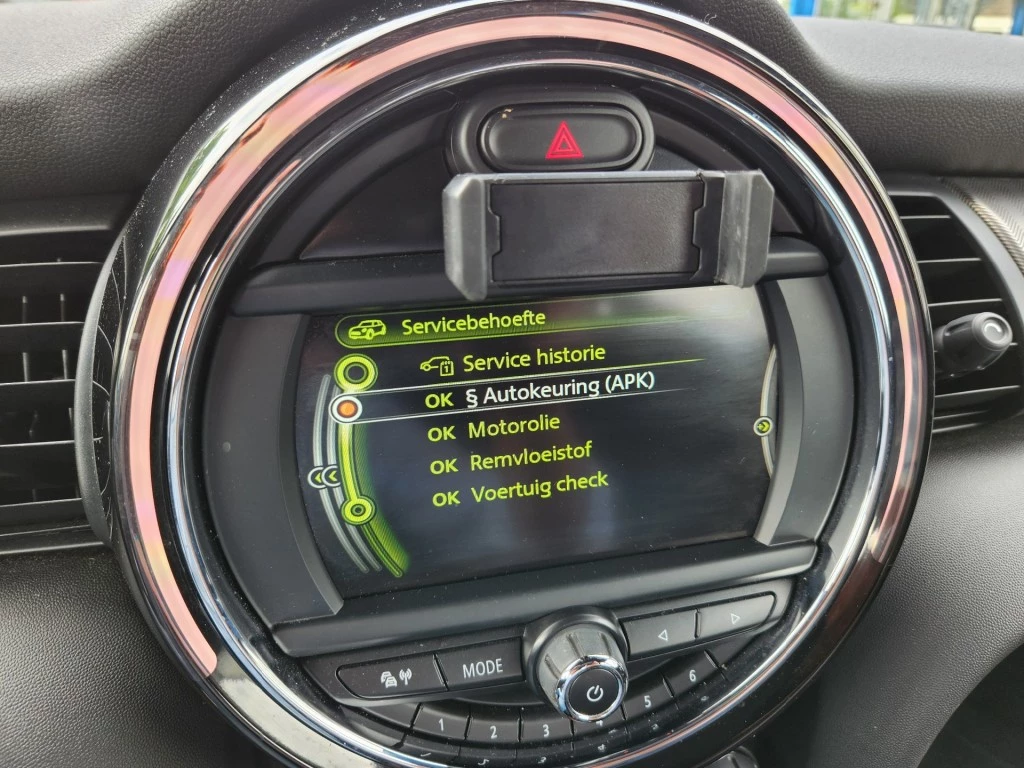 Servicebehoefte
Service historie
OK § Autokeuring (APK)
OK Motorolie
OK Remvloeistof
OK Voertuig check
MODE
1 2 3 5 6